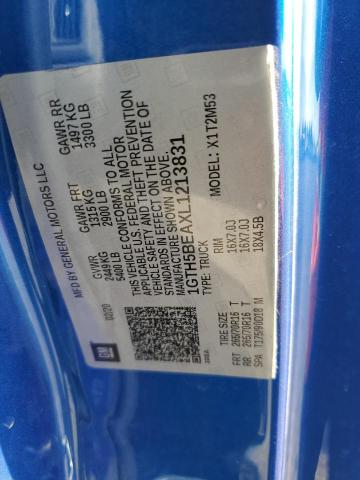 MFD BY GENERAL MOTORS LLC
02/20
GVWR
2449 KG
5400 LB
GAWR FRT
1315 KG
2900 LB
GAWR RR
1497 KG
3300 LB
THIS VEHICLE CONFORMS TO ALL
APPLICABLE U.S. FEDERAL MOTOR
VEHICLE SAFETY AND THEFT PREVENTION
STANDARDS IN EFFECT ON THE DATE OF
MANUFACTURE SHOWN ABOVE.
1GTH5BEAXL1213831
TYPE: TRUCK
MODEL: X1T2M53
GM
TIRE SIZE RIM
FRT 265/70R16 T 16X7.0J
RR 265/70R16 T 16X7.0J
SPA T175/90D18 M 18X4.5B